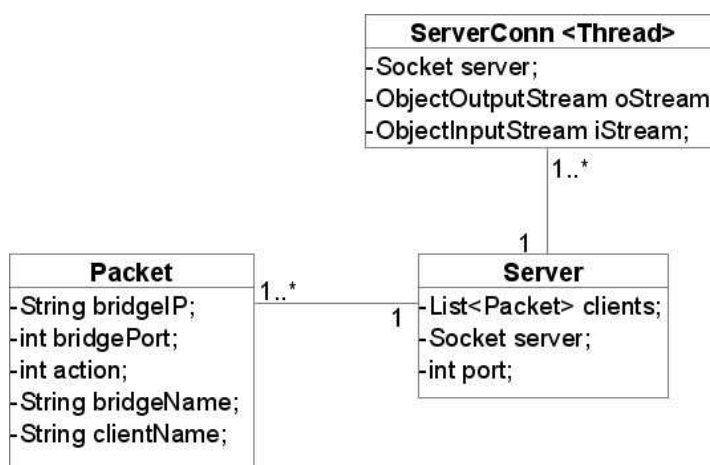 ServerConn <Thread>
-Socket server;
-ObjectOutputStream oStream
-ObjectInputStream iStream;
1..*
1
Packet
-String bridgeIP;
-int bridgePort;
-int action;
-String bridgeName;
-String clientName;
1..*
1
Server
-List<Packet> clients;
-Socket server;
-int port;